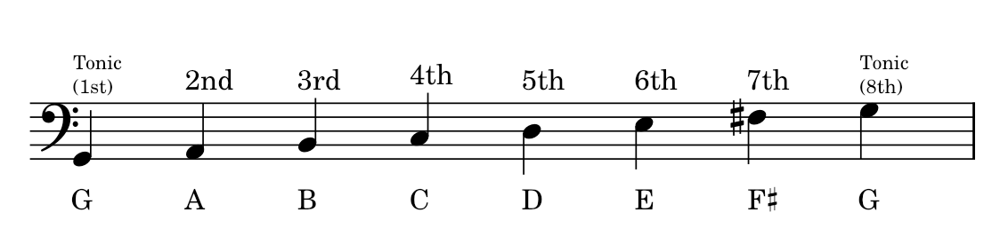 Tonic
(1st)
2nd
3rd
4th
5th
6th
7th
Tonic
(8th)
G A B C D E F♯ G